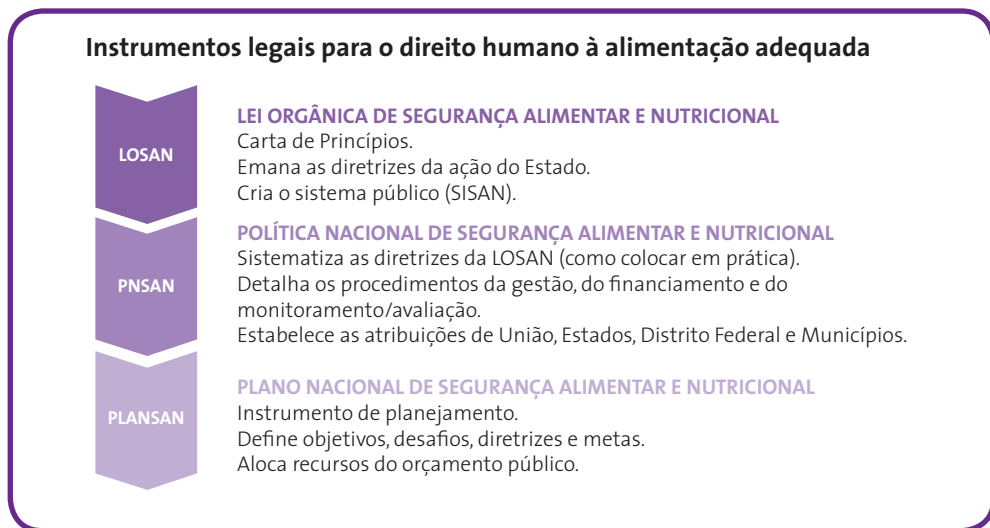 Instrumentos legais para o direito humano à alimentação adequada
LOSAN
LEI ORGÂNICA DE SEGURANÇA ALIMENTAR E NUTRICIONAL
Carta de Princípios.
Emana as diretrizes da ação do Estado.
Cria o sistema público (SISAN).
PNSAN
POLÍTICA NACIONAL DE SEGURANÇA ALIMENTAR E NUTRICIONAL
Sistematiza as diretrizes da LOSAN (como colocar em prática).
Detalha os procedimentos da gestão, do financiamento e do
monitoramento/avaliação.
Estabelece as atribuições de União, Estados, Distrito Federal e Municípios.
PLANSAN
PLANO NACIONAL DE SEGURANÇA ALIMENTAR E NUTRICIONAL
Instrumento de planejamento.
Define objetivos, desafios, diretrizes e metas.
Aloca recursos do orçamento público.